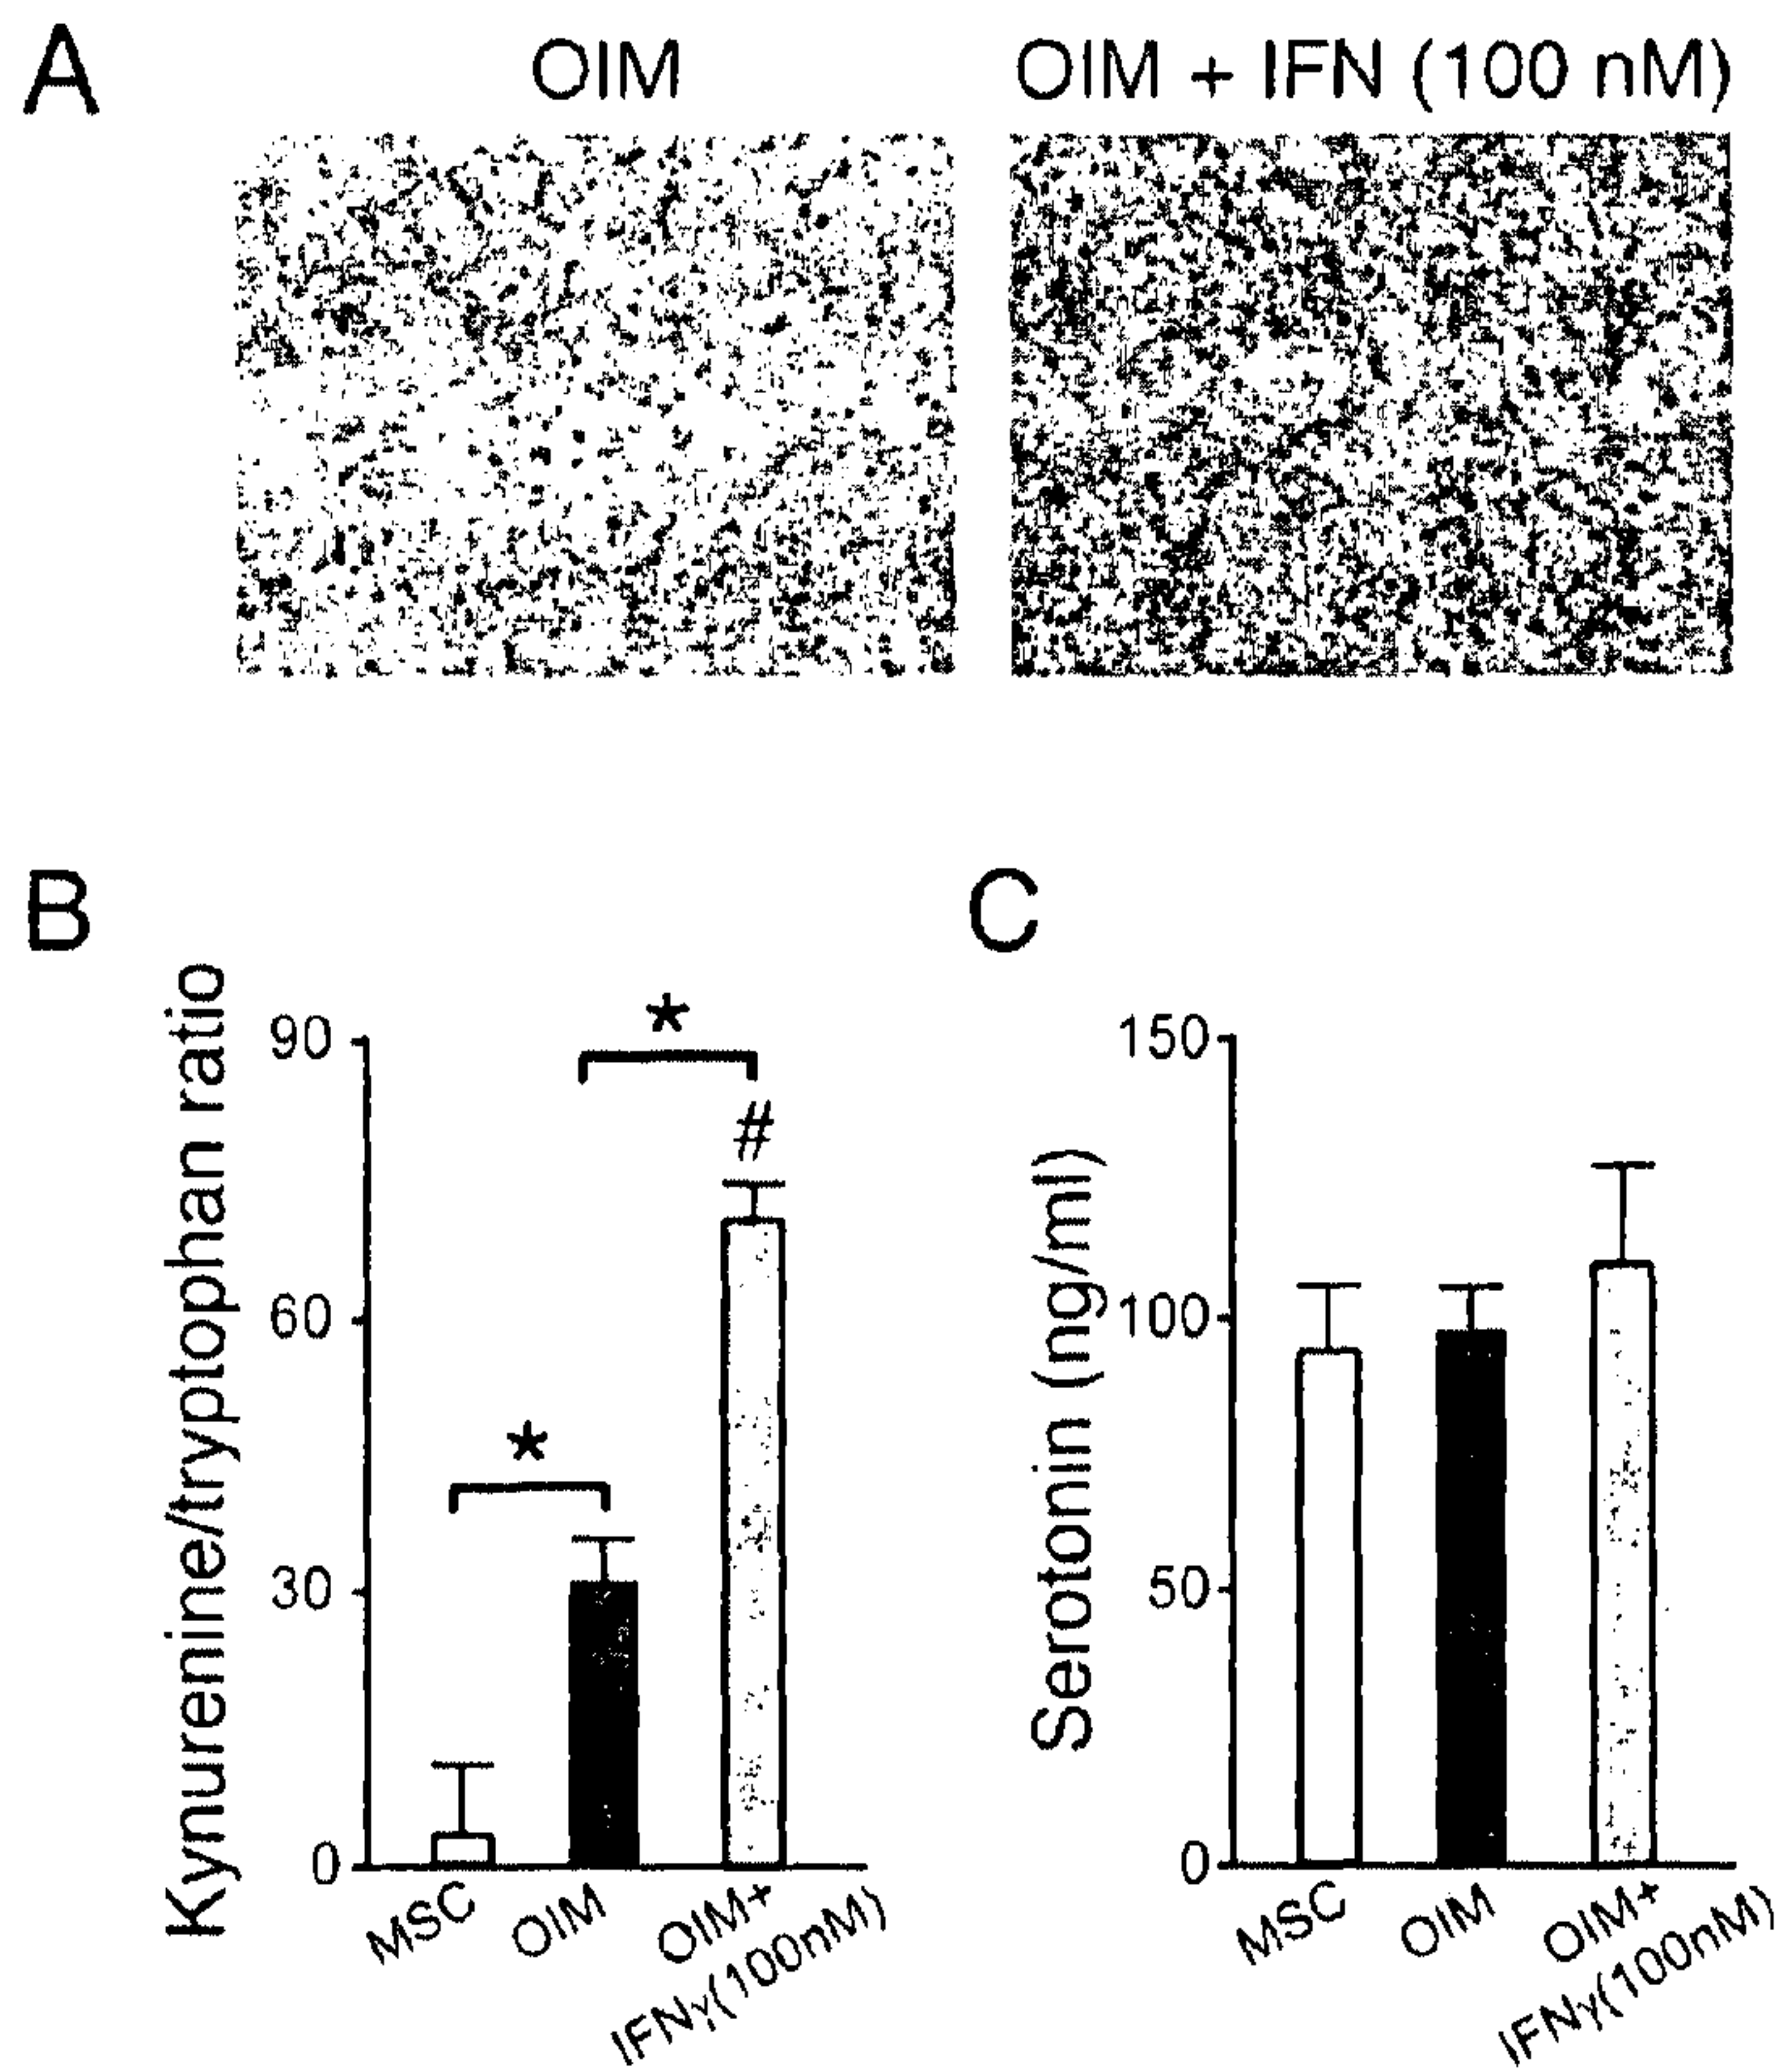 A
OIM
OIM + IFN (100 nM)
B
Kynurenine/tryptophan ratio
90
60
30
0
*
*
#
MSC
OIM
OIM+
IFNγ(100nM)
C
Serotonin (ng/ml)
150
100
50
0
MSC
OIM
OIM+
IFNγ(100nM)